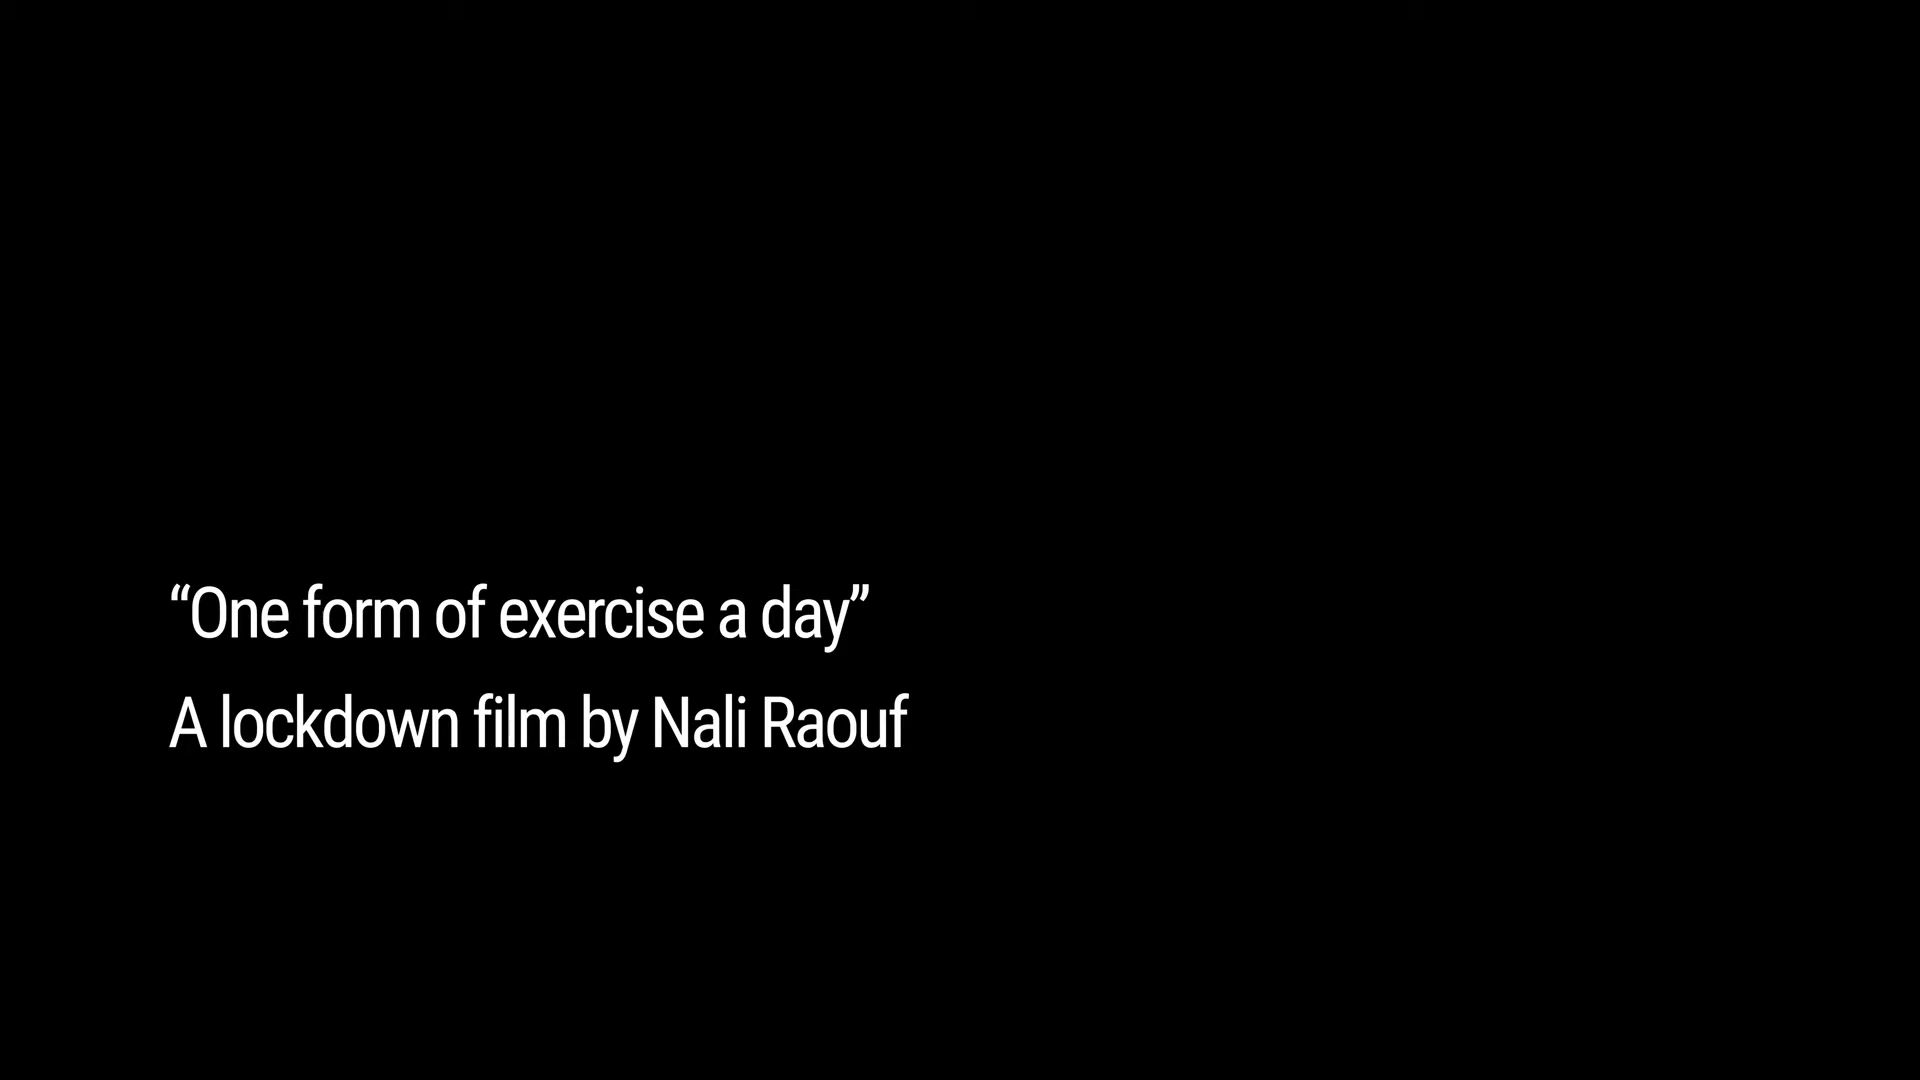 “One form of exercise a day”
A lockdown film by Nali Raouf